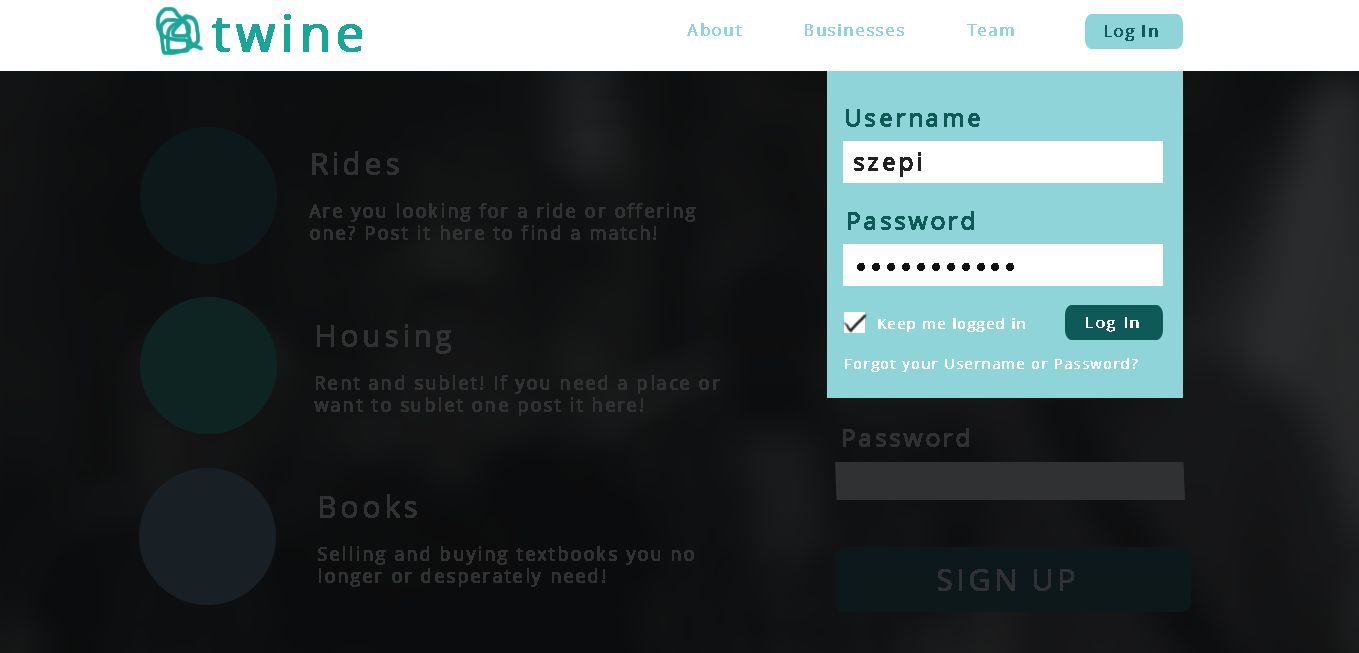 twine
About
Businesses
Team
Log In
Username
szepi
Password
•••••••••••
Keep me logged in
Log In
Forgot your Username or Password?
Rides
Are you looking for a ride or offering
one? Post it here to find a match!
Housing
Rent and sublet! If you need a place or
want to sublet one post it here!
Books
Selling and buying textbooks you no
longer or desperately need!
Password
SIGN UP